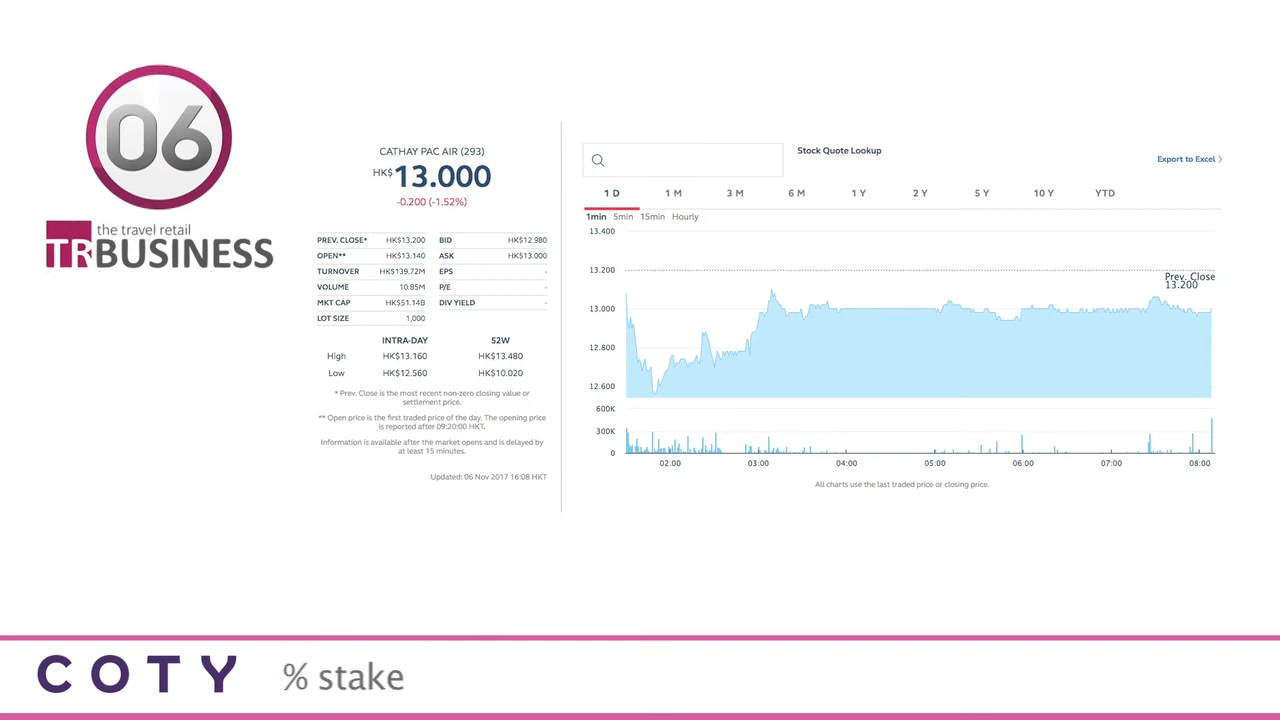 06
the travel retail
TRBUSINESS
CATHAY PAC AIR (293)
HK$13.000
-0.200 (-1.52%)
PREV. CLOSE* HK$13.200 BID HK$12.980
OPEN** HK$13.140 ASK HK$13.000
TURNOVER HK$139.72M EPS -
VOLUME 10.85M P/E -
MKT CAP HK$51.14B DIV YIELD -
LOT SIZE 1,000
INTRA-DAY 52W
High HK$13.160 HK$13.480
Low HK$12.560 HK$10.020
* Prev. Close is the most recent non-zero closing value or
settlement price.
** Open price is the first traded price of the day. The opening price
is reported after 09:20:00 HKT.
Information is available after the market opens and is delayed by
at least 15 minutes.
Updated: 06 Nov 2017 16:08 HKT
Stock Quote Lookup
Export to Excel
1 D 1 M 3 M 6 M 1 Y 2 Y 5 Y 10 Y YTD
1min 5min 15min Hourly
13.400
13.200
Prev. Close
13.200
13.000
12.800
12.600
600K
300K
0
02:00 03:00 04:00 05:00 06:00 07:00 08:00
All charts use the last traded price or closing price.
COTY % stake